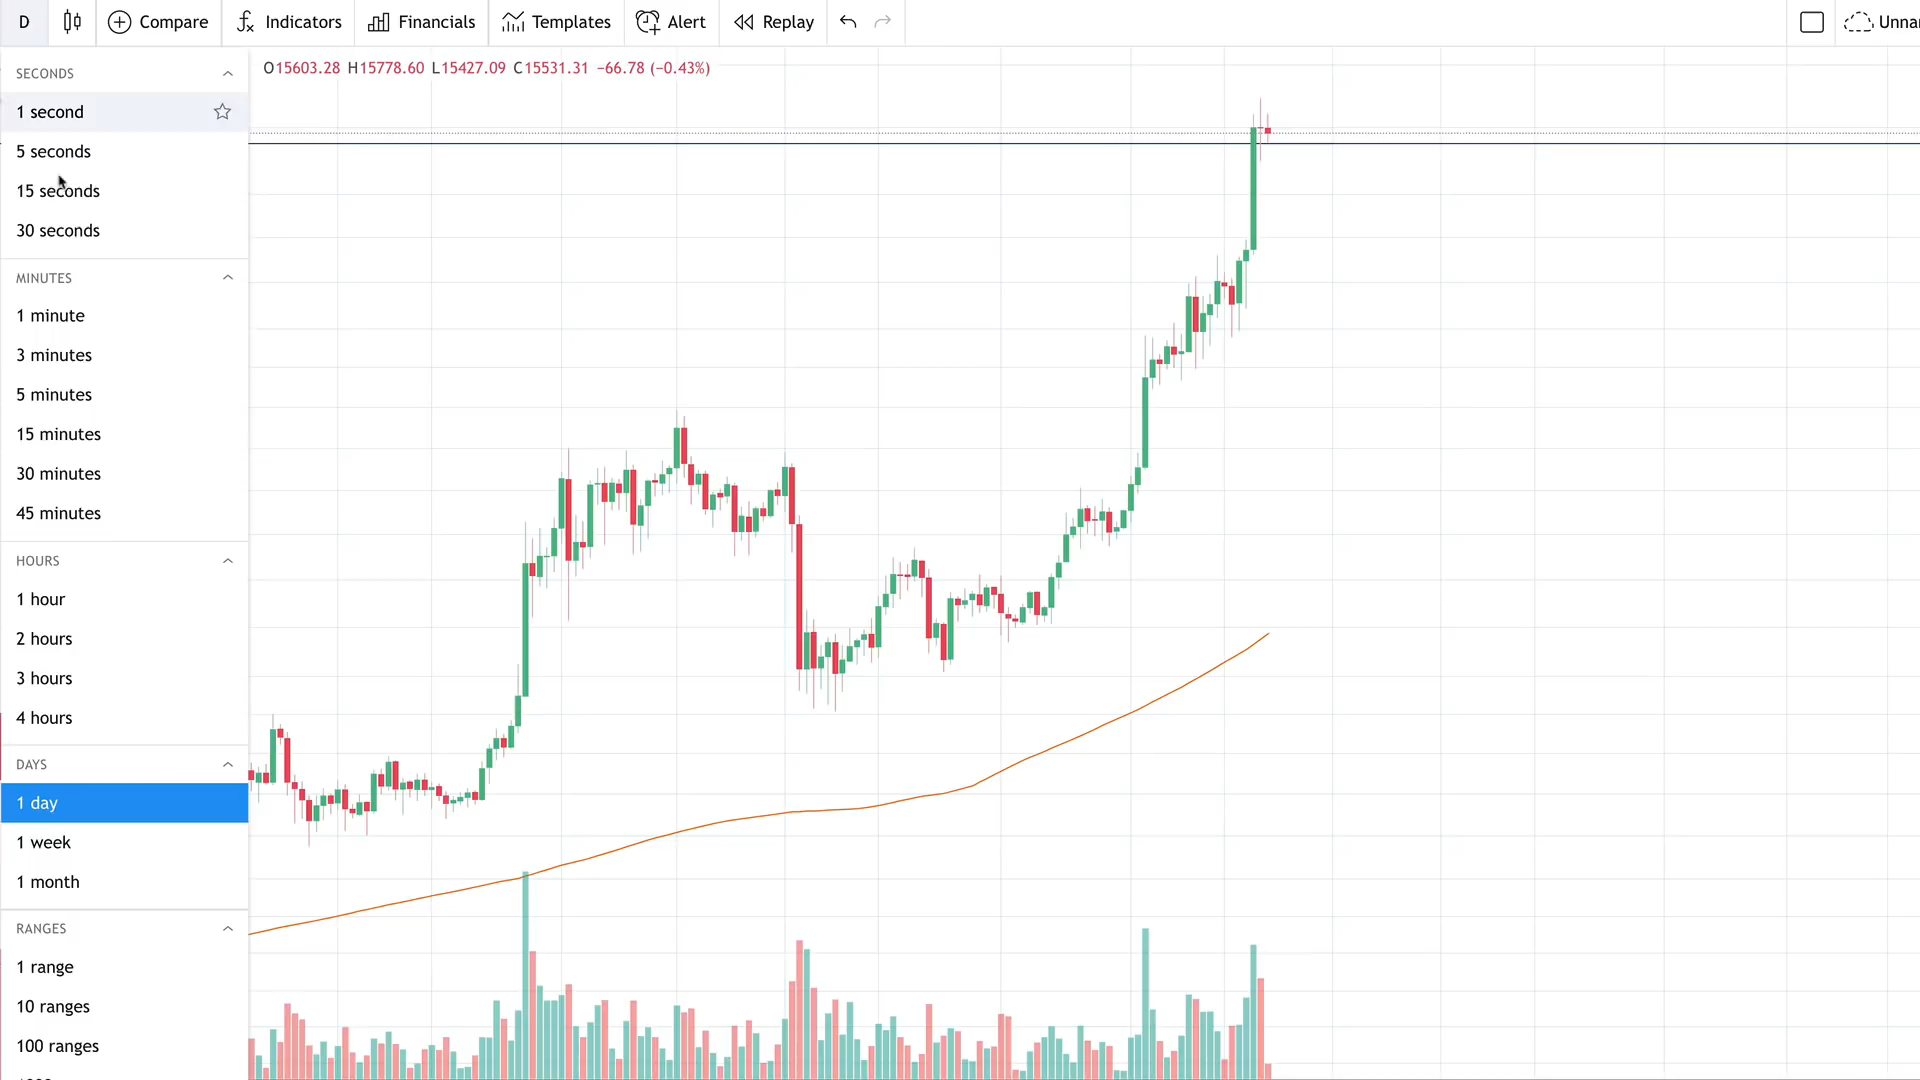 D Compare Indicators Financials Templates Alert Replay Unnar
O15603.28 H15778.60 L15427.09 C15531.31 −66.78 (−0.43%)
SECONDS
1 second
5 seconds
15 seconds
30 seconds
MINUTES
1 minute
3 minutes
5 minutes
15 minutes
30 minutes
45 minutes
HOURS
1 hour
2 hours
3 hours
4 hours
DAYS
1 day
1 week
1 month
RANGES
1 range
10 ranges
100 ranges